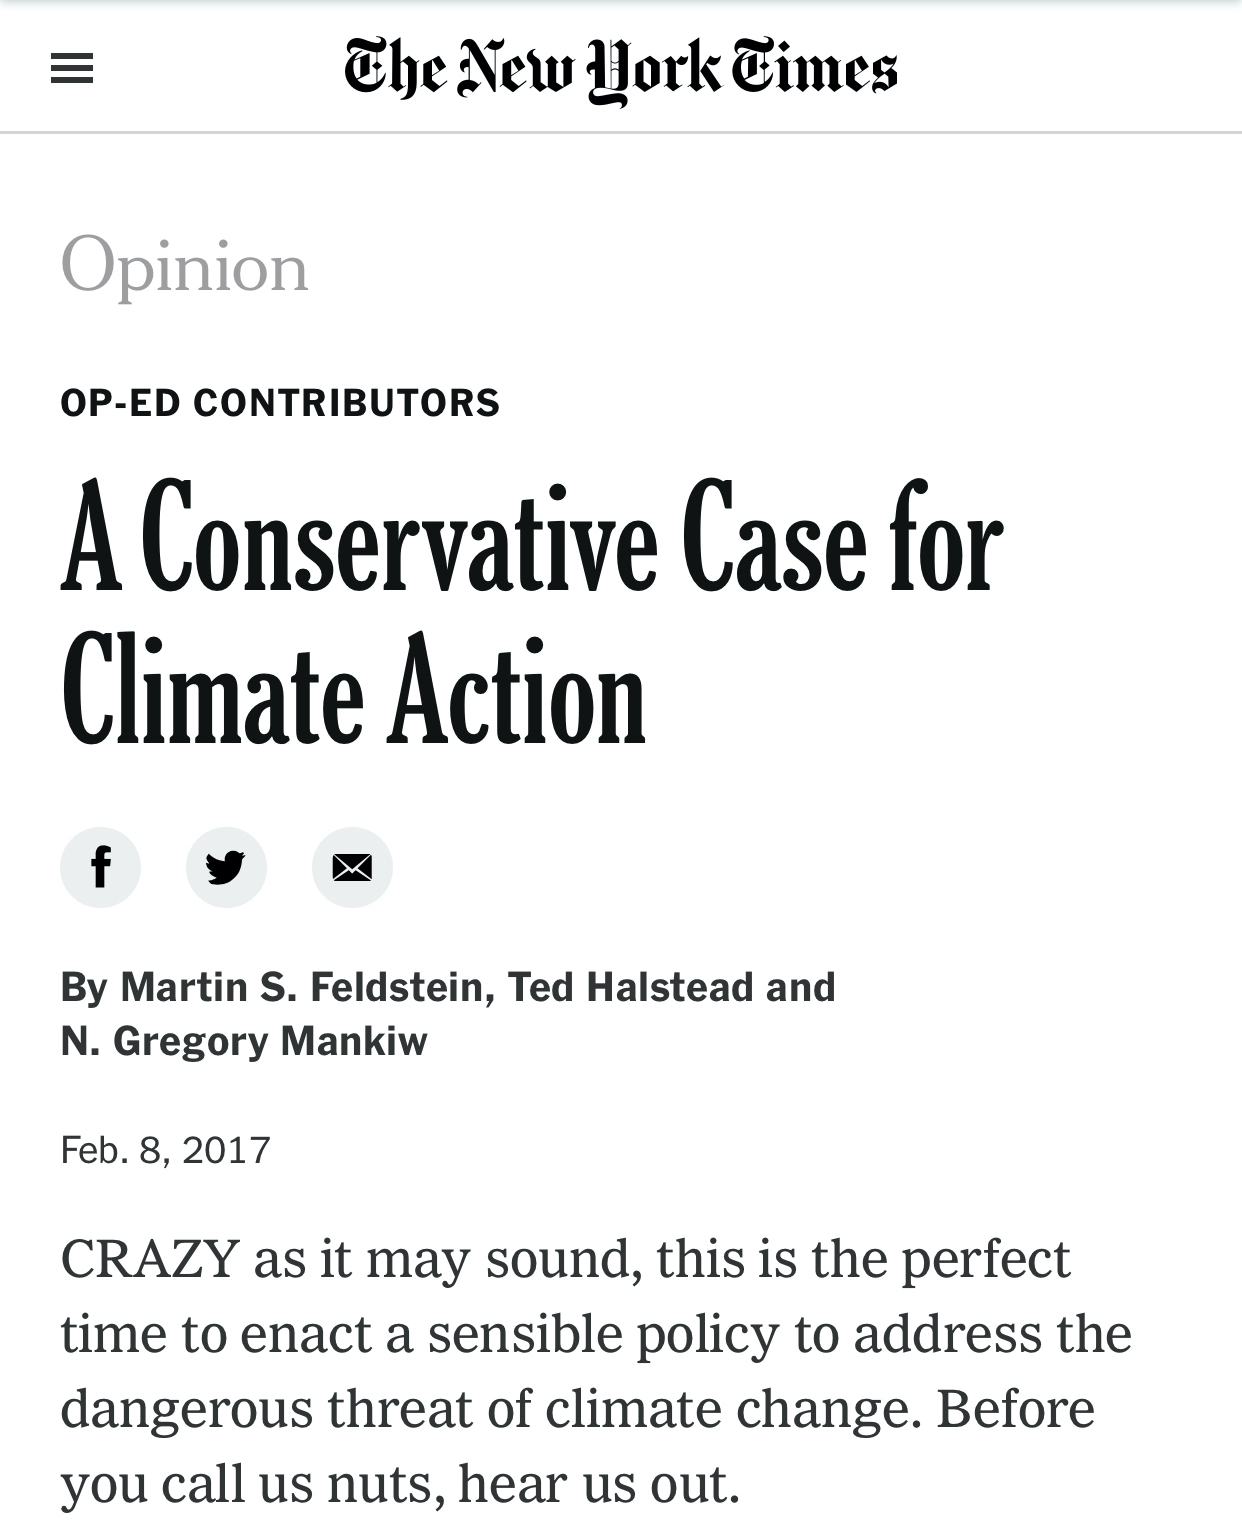 The New York Times
Opinion
OP-ED CONTRIBUTORS
A Conservative Case for
Climate Action
By Martin S. Feldstein, Ted Halstead and
N. Gregory Mankiw
Feb. 8, 2017
CRAZY as it may sound, this is the perfect
time to enact a sensible policy to address the
dangerous threat of climate change. Before
you call us nuts, hear us out.